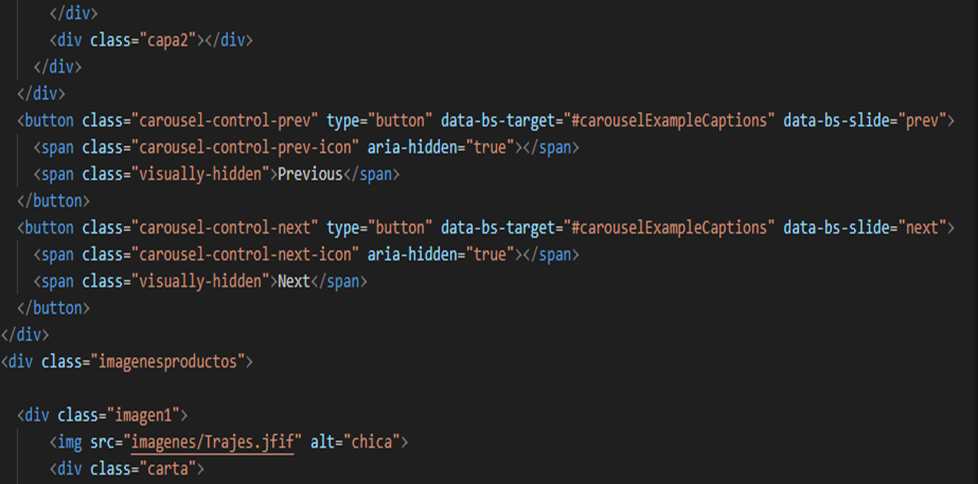 </div>
<div class="capa2"></div>
</div>
</div>
<button class="carousel-control-prev" type="button" data-bs-target="#carouselExampleCaptions" data-bs-slide="prev">
<span class="carousel-control-prev-icon" aria-hidden="true"></span>
<span class="visually-hidden">Previous</span>
</button>
<button class="carousel-control-next" type="button" data-bs-target="#carouselExampleCaptions" data-bs-slide="next">
<span class="carousel-control-next-icon" aria-hidden="true"></span>
<span class="visually-hidden">Next</span>
</button>
</div>
<div class="imagenesproductos">
<div class="imagen1">
<img src="imagenes/Trajes.jfif" alt="chica">
<div class="carta">